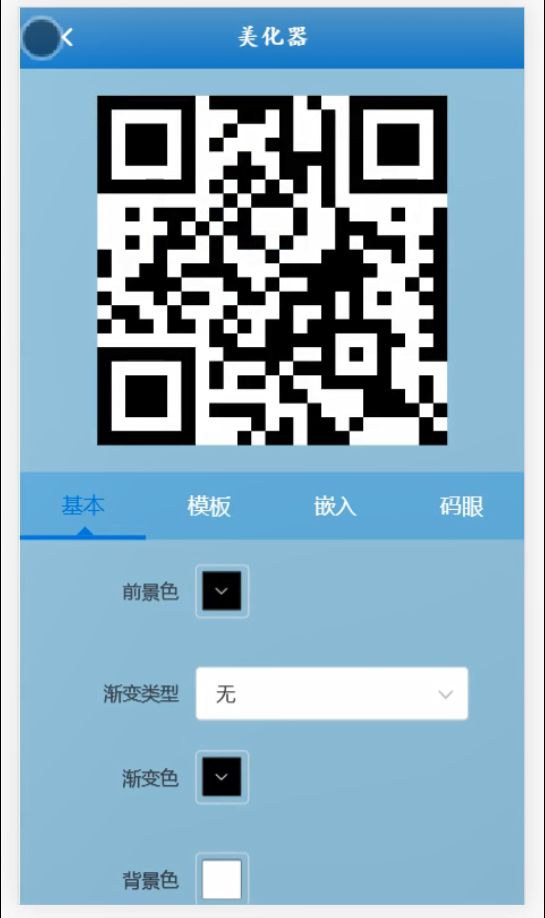 美化器
基本 模板 嵌入 码眼
前景色
渐变类型 无
渐变色
背景色